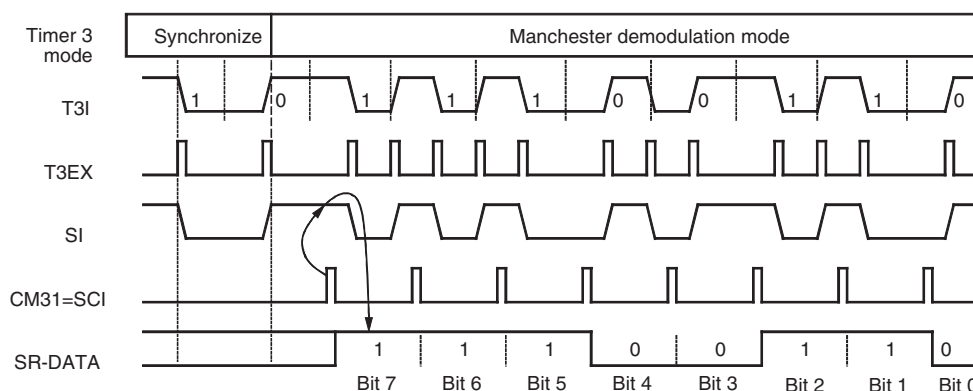 Timer 3 mode
Synchronize
Manchester demodulation mode
T3I
1 0 1 1 1 0 0 1 1 0
T3EX
SI
CM31=SCI
SR-DATA
1 1 1 0 0 1 1 0
Bit 7 Bit 6 Bit 5 Bit 4 Bit 3 Bit 2 Bit 1 Bit 0